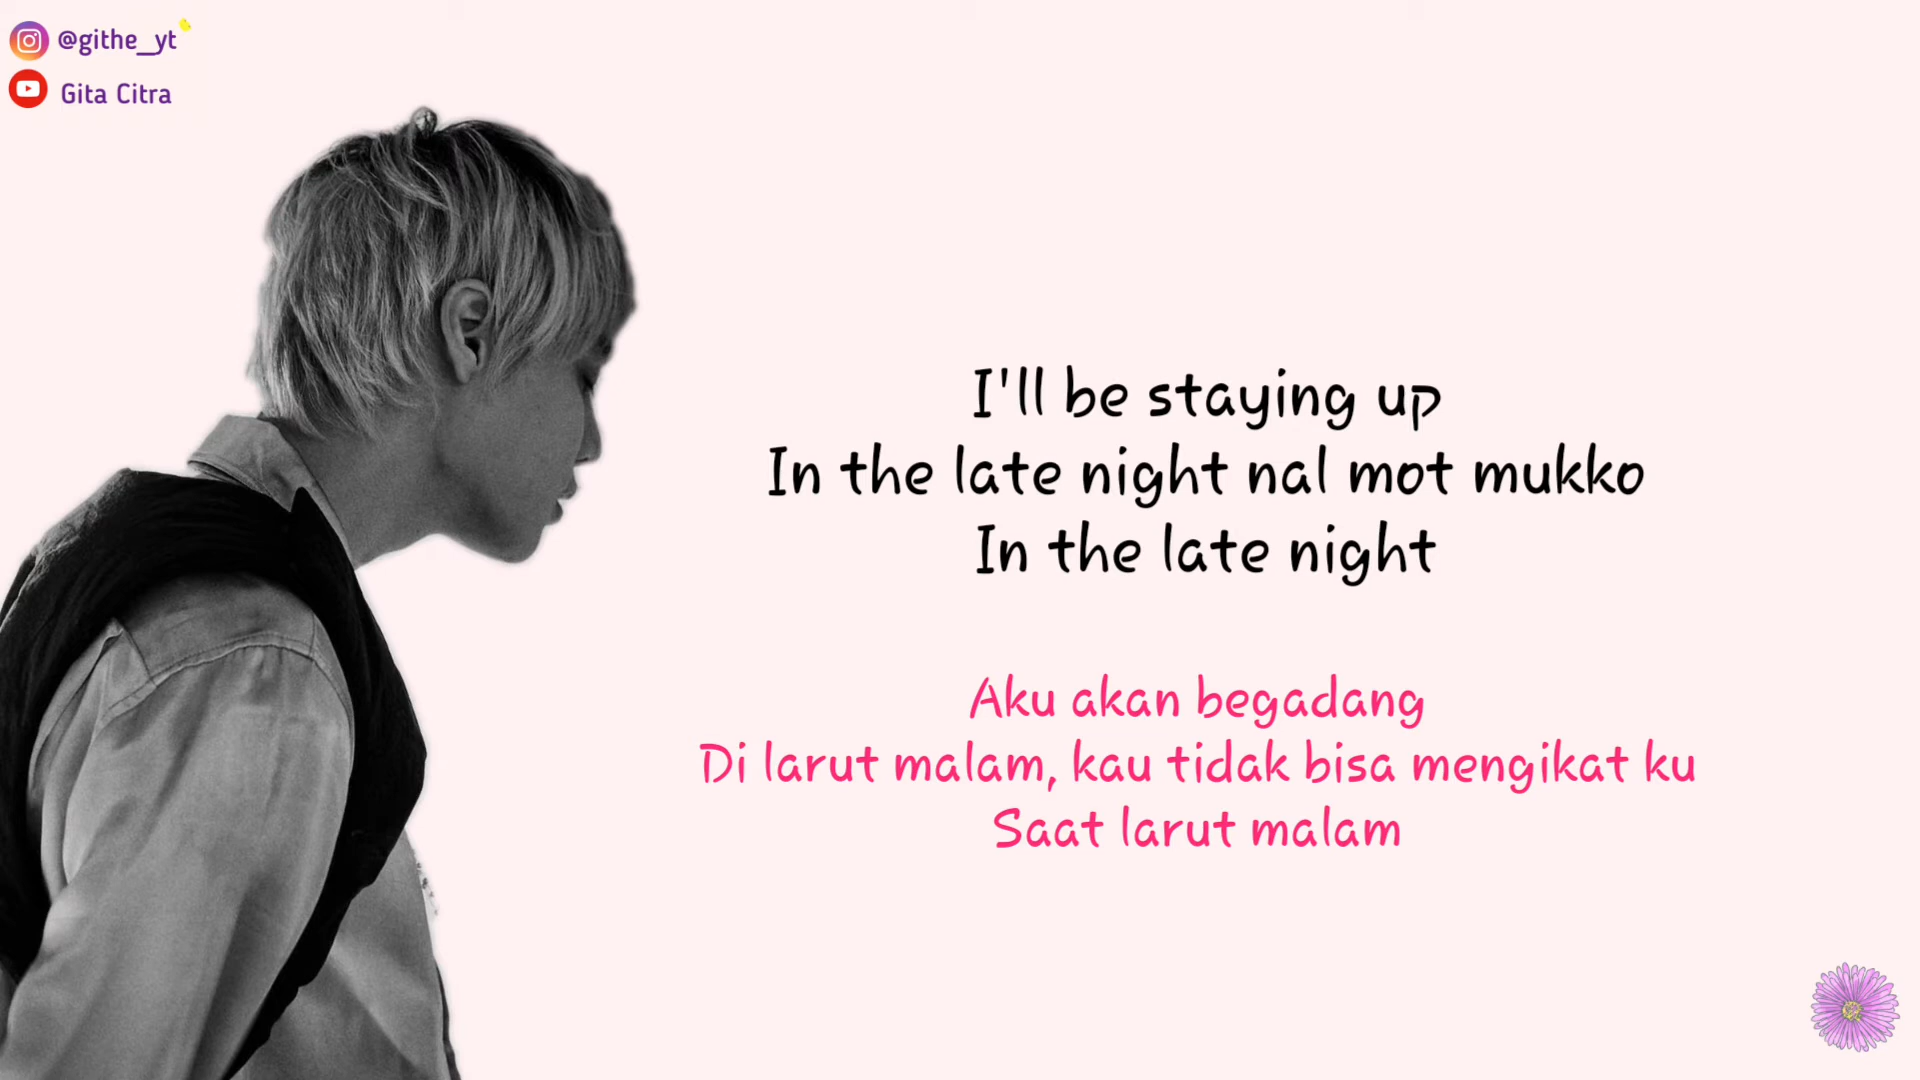 @githe_yt
Gita Citra
I'll be staying up
In the late night nal mot mukko
In the late night
Aku akan begadang
Di larut malam, kau tidak bisa mengikat ku
Saat larut malam